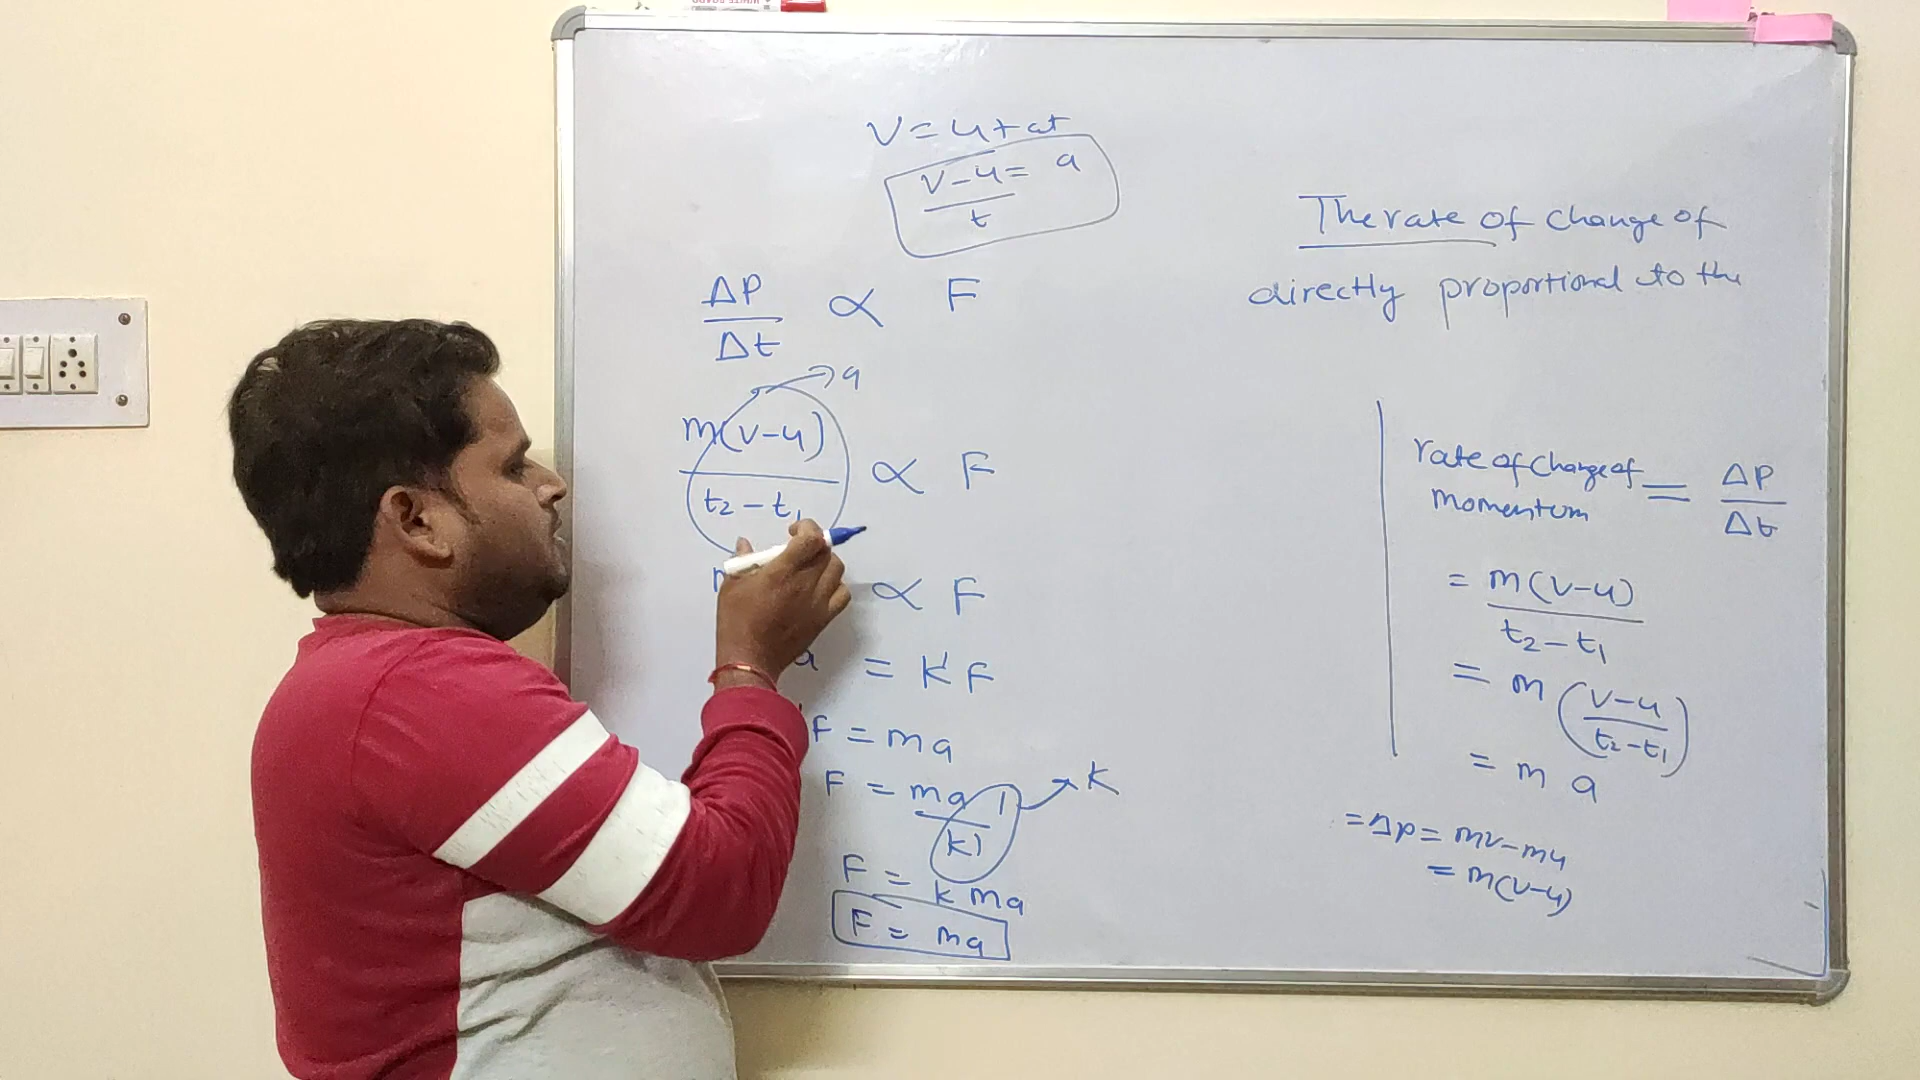 V = u + at
V - u = a
t
ΔP ∝ F
Δt
a
m(v-u) ∝ F
t2 - t1
∝ F
a = k' F
F = ma
F = ma 1
k1
k
F = k ma
F = ma
The rate of change of
directly proportional to the
rate of change of = ΔP
momentum Δt
= m(v-u)
t2 - t1
= m (v-u)
t2-t1
= m a
= ΔP = mv - mu
= m(v-u)